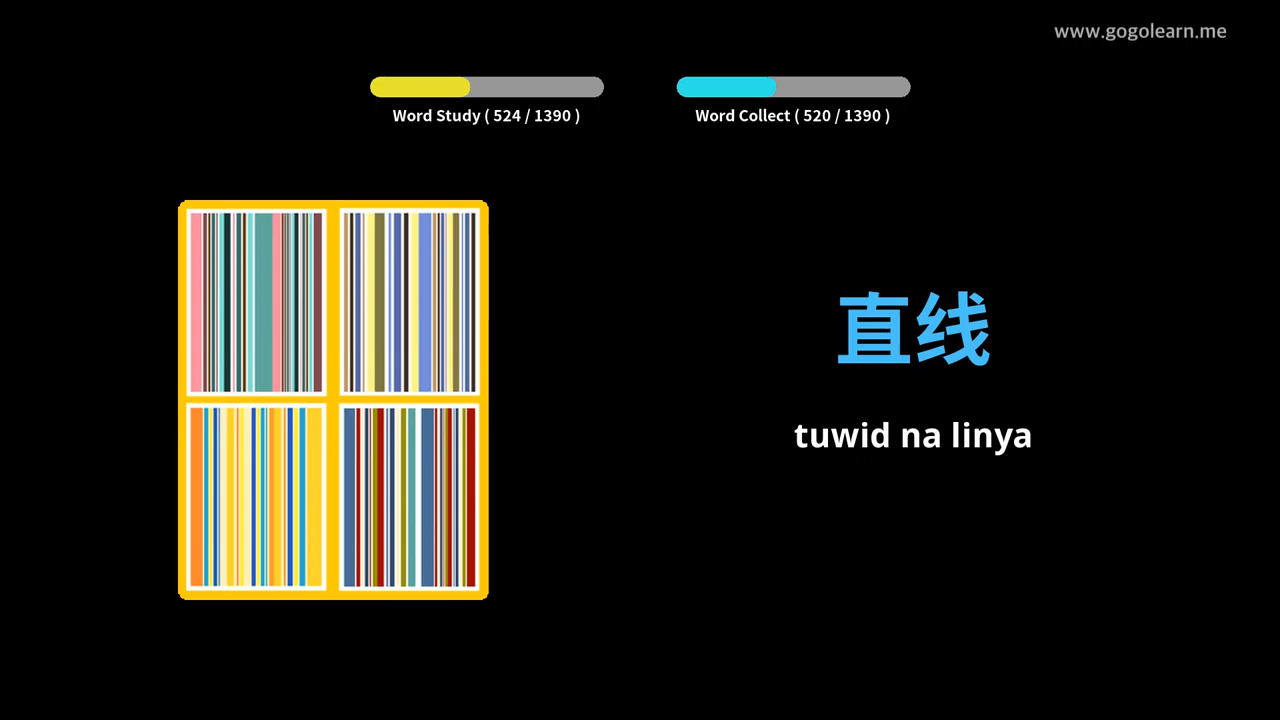 www.gogolearn.me
Word Study ( 524 / 1390 )
Word Collect ( 520 / 1390 )
直线
tuwid na linya